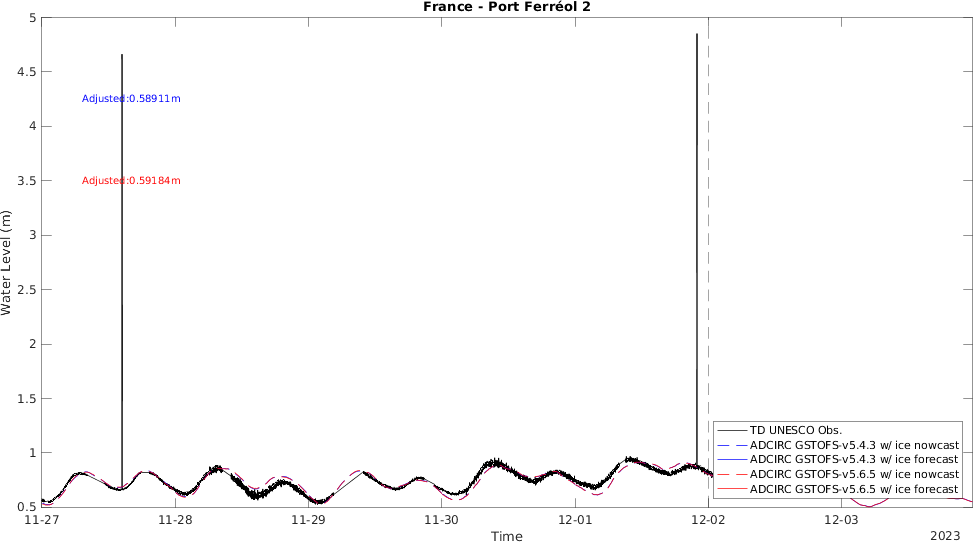 France - Port Ferréol 2
Water Level (m)
5
4.5
4
3.5
3
2.5
2
1.5
1
0.5
Adjusted:0.58911m
Adjusted:0.59184m
TD UNESCO Obs.
ADCIRC GSTOFS-v5.4.3 w/ ice nowcast
ADCIRC GSTOFS-v5.4.3 w/ ice forecast
ADCIRC GSTOFS-v5.6.5 w/ ice nowcast
ADCIRC GSTOFS-v5.6.5 w/ ice forecast
11-27 11-28 11-29 11-30 12-01 12-02 12-03
Time
2023